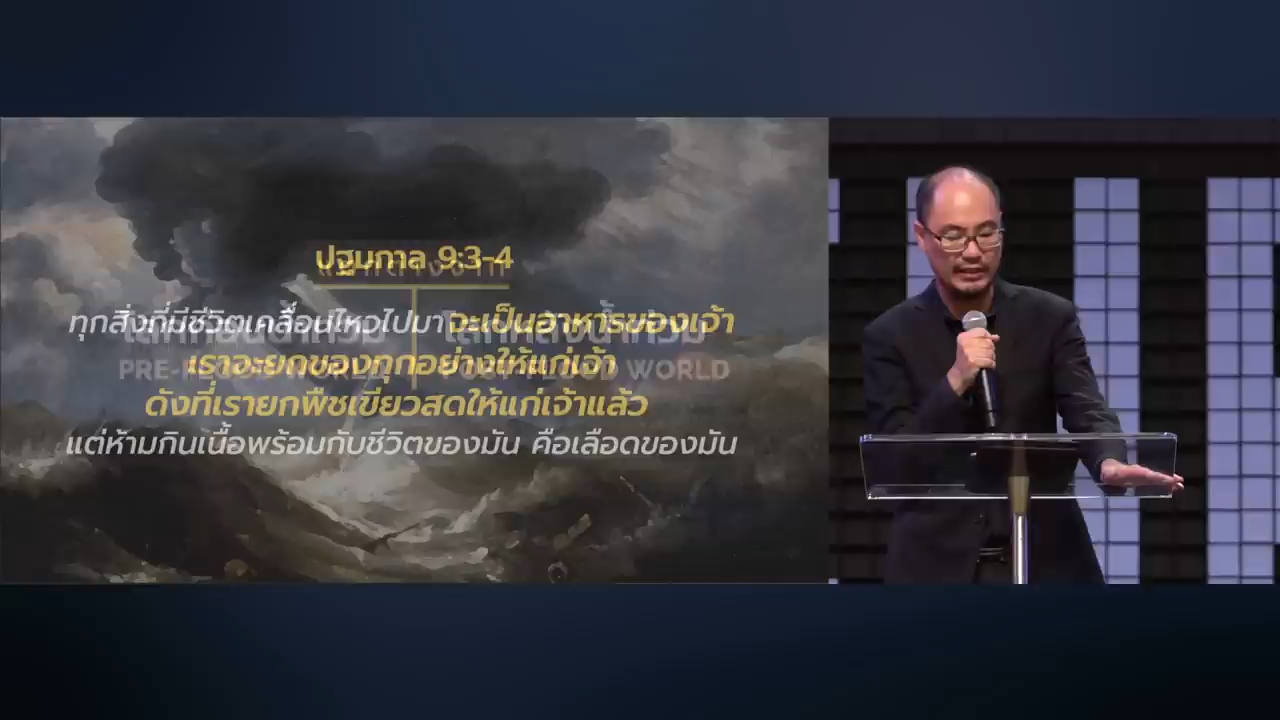 ปฐมกาล 9:3-4
ทุกสิ่งที่มีชีวิตเคลื่อนไหวไปมา จะเป็นอาหารของเจ้า
เราจะยกของทุกอย่างให้แก่เจ้า
PRE- WORLD
ดังที่เรายกพืชเขียวสดให้แก่เจ้าแล้ว
แต่ห้ามกินเนื้อพร้อมกับชีวิตของมัน คือเลือดของมัน